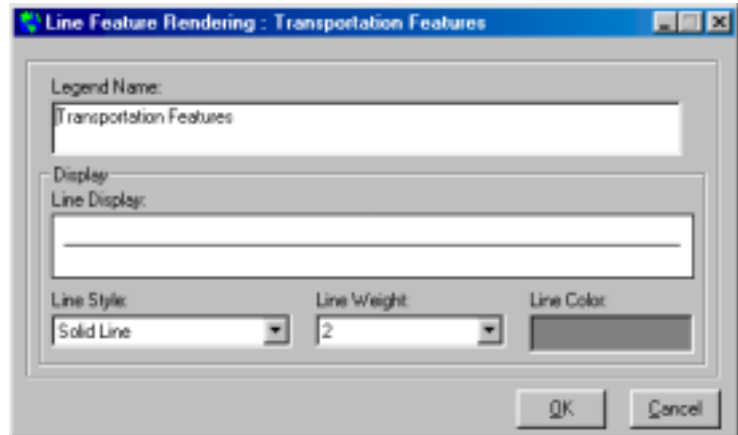 Line Feature Rendering : Transportation Features
Legend Name:
Transportation Features
Display
Line Display:
Line Style: Line Weight: Line Color:
Solid Line 2
OK Cancel